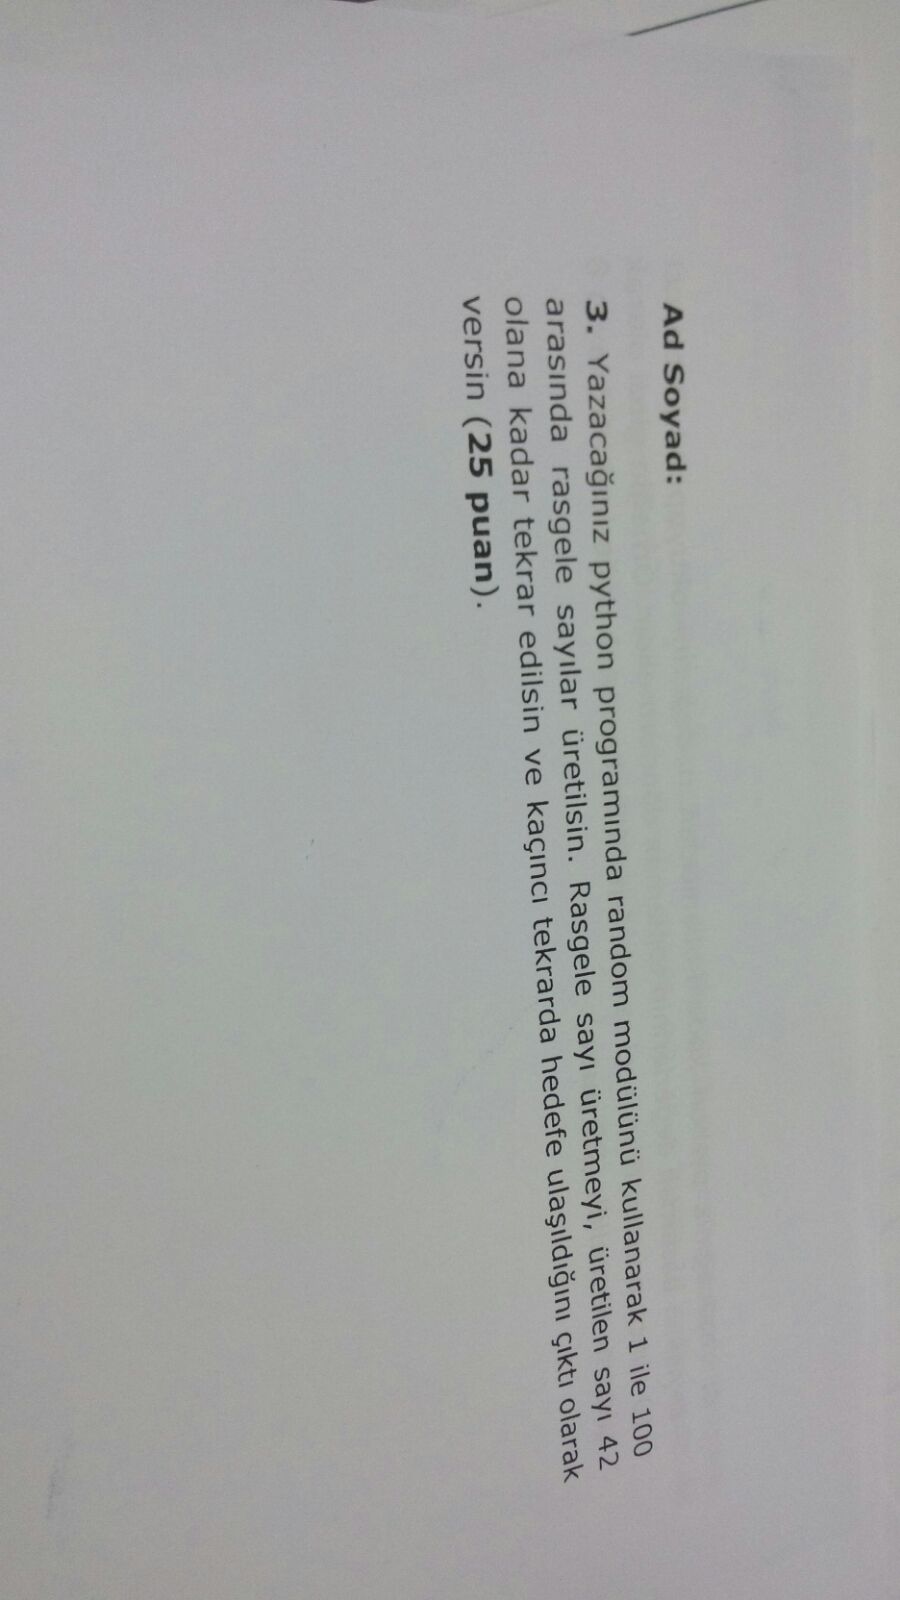 Ad Soyad:
3. Yazacağınız python programında random modülünü kullanarak 1 ile 100
arasında rasgele sayılar üretilsin. Rasgele sayı üretmeyi, üretilen sayı 42
olana kadar tekrar edilsin ve kaçıncı tekrarda hedefe ulaşıldığını çıktı olarak
versin (25 puan).